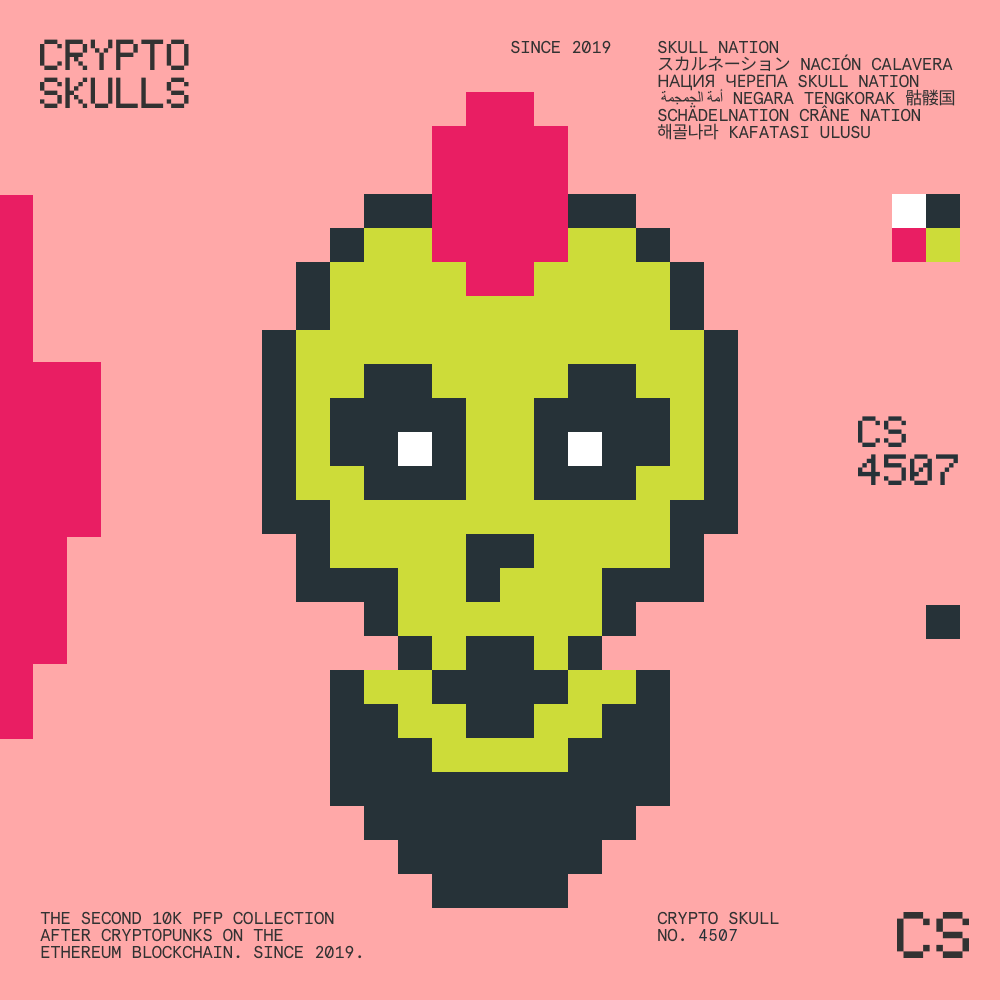 CRYPTO
SKULLS
SINCE 2019
SKULL NATION
スカルネーション NACIÓN CALAVERA
НАЦИЯ ЧЕРЕПА SKULL NATION
أمة الجمجمة NEGARA TENGKORAK 骷髅国
SCHÄDELNATION CRÂNE NATION
해골나라 KAFATASI ULUSU
CS
4507
THE SECOND 10K PFP COLLECTION
AFTER CRYPTOPUNKS ON THE
ETHEREUM BLOCKCHAIN. SINCE 2019.
CRYPTO SKULL
NO. 4507
CS